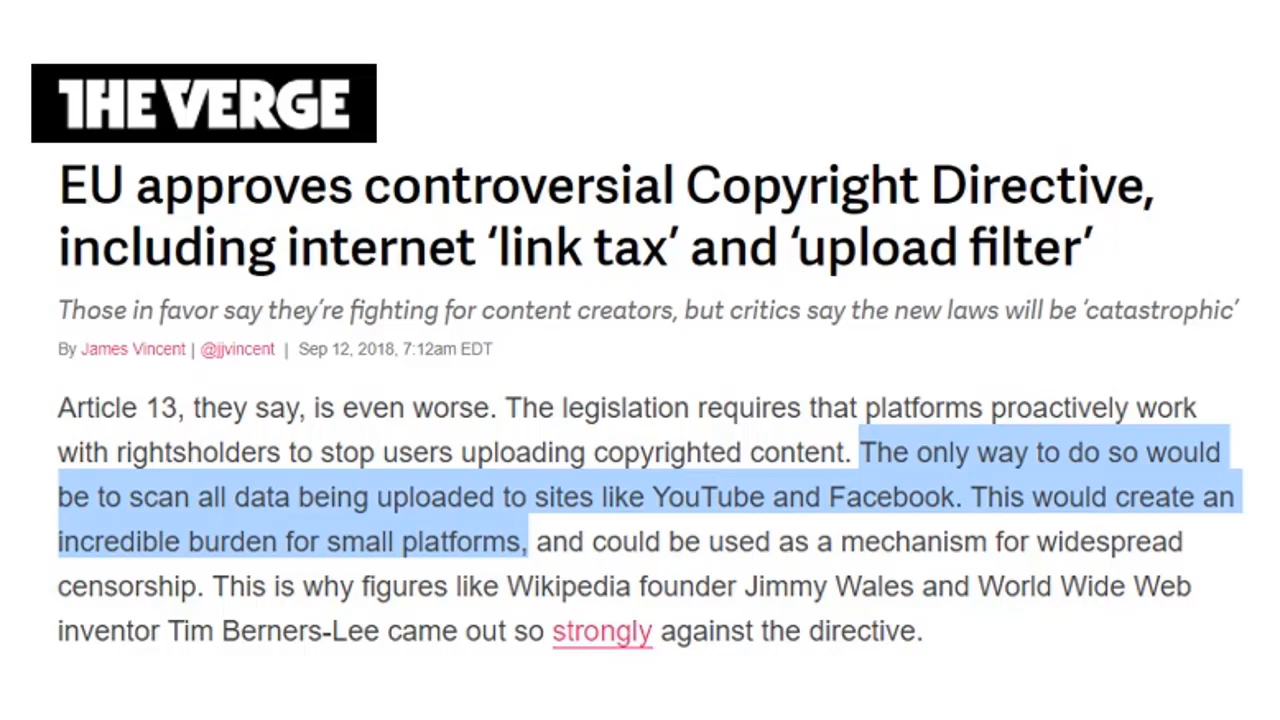 THE VERGE
EU approves controversial Copyright Directive,
including internet ‘link tax’ and ‘upload filter’
Those in favor say they’re fighting for content creators, but critics say the new laws will be ‘catastrophic’
By James Vincent | @jjvincent | Sep 12, 2018, 7:12am EDT
Article 13, they say, is even worse. The legislation requires that platforms proactively work
with rightsholders to stop users uploading copyrighted content. The only way to do so would
be to scan all data being uploaded to sites like YouTube and Facebook. This would create an
incredible burden for small platforms, and could be used as a mechanism for widespread
censorship. This is why figures like Wikipedia founder Jimmy Wales and World Wide Web
inventor Tim Berners-Lee came out so strongly against the directive.